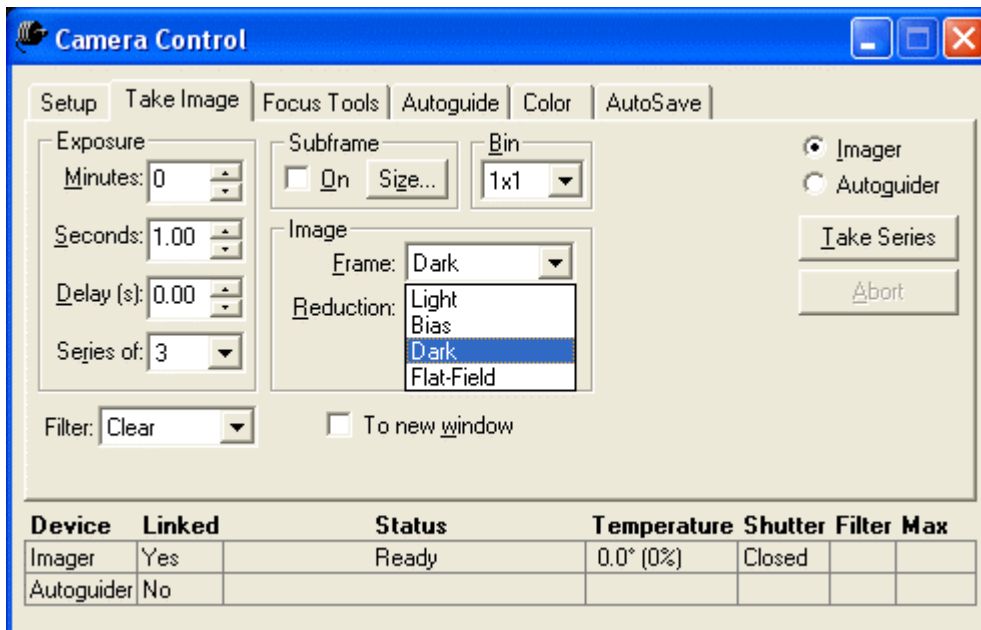 Camera Control
Setup Take Image Focus Tools Autoguide Color AutoSave
Exposure
Minutes: 0
Seconds: 1.00
Delay (s): 0.00
Series of: 3
Subframe
On Size...
Bin
1x1
Image
Frame: Dark
Reduction:
Light
Bias
Dark
Flat-Field
Imager
Autoguider
Take Series
Abort
Filter: Clear
To new window
Device Linked Status Temperature Shutter Filter Max
Imager Yes Ready 0.0° (0%) Closed
Autoguider No